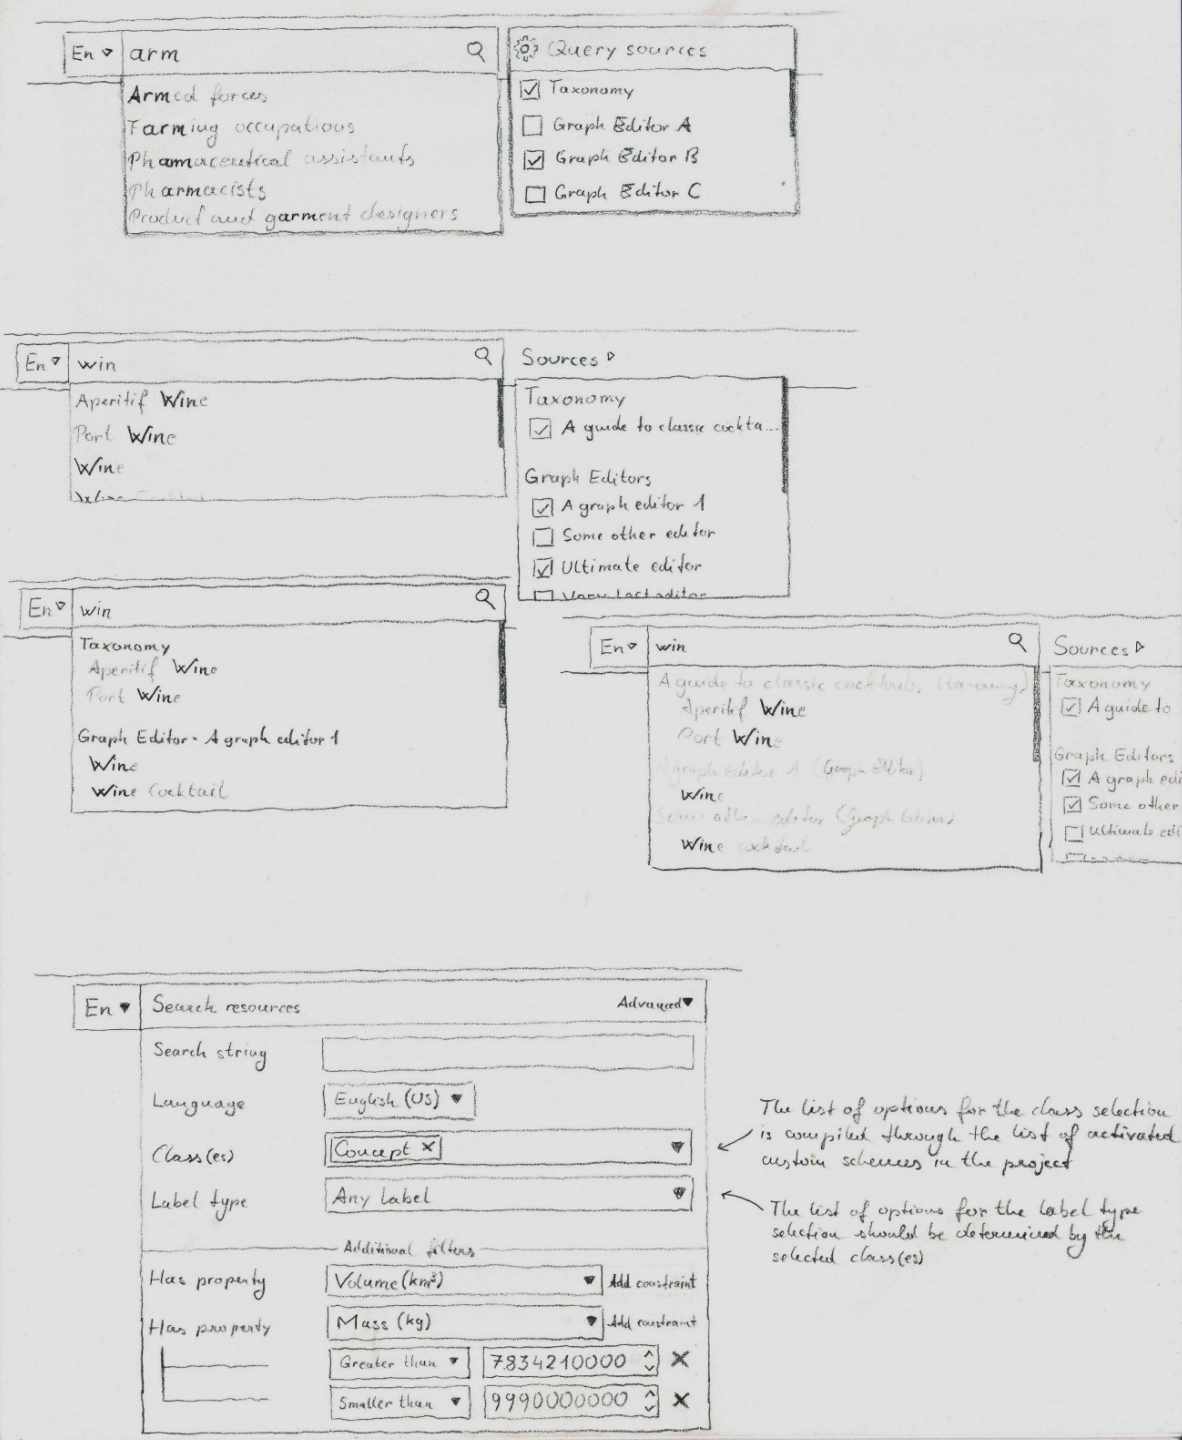 En arm
Armed forces
Farming occupations
Phamaceutical assistants
Pharmacists
Product and garment designers
Query sources
Taxonomy
Graph Editor A
Graph Editor B
Graph Editor C
En win
Aperitif Wine
Port Wine
Wine
Sources
Taxonomy
A guide to classic cockta...
Graph Editors
A graph editor 1
Some other editor
Ultimate editor
En win
Taxonomy
Aperitif Wine
Port Wine
Graph Editor - A graph editor 1
Wine
Wine Cocktail
En win
A guide to classic cocktails (taxonomy)
Aperitif Wine
Port Wine
A graph editor 1 (Graph Editor)
Wine
Some other editor (Graph Editor)
Wine cocktail
Sources
Taxonomy
A guide to
Graph Editors
A graph edi
Some other
Ultimate edi
En Search resources Advanced
Search string
Language English (US)
Class(es) Concept ×
Label type Any Label
Additional filters
Has property Volume (km³) Add constraint
Has property Mass (kg) Add constraint
Greater than 7834210000 ×
Smaller than 9990000000 ×
The list of options for the class selection
is compiled through the list of activated
custom schemes in the project
The list of options for the label type
selection should be determined by the
selected class(es)